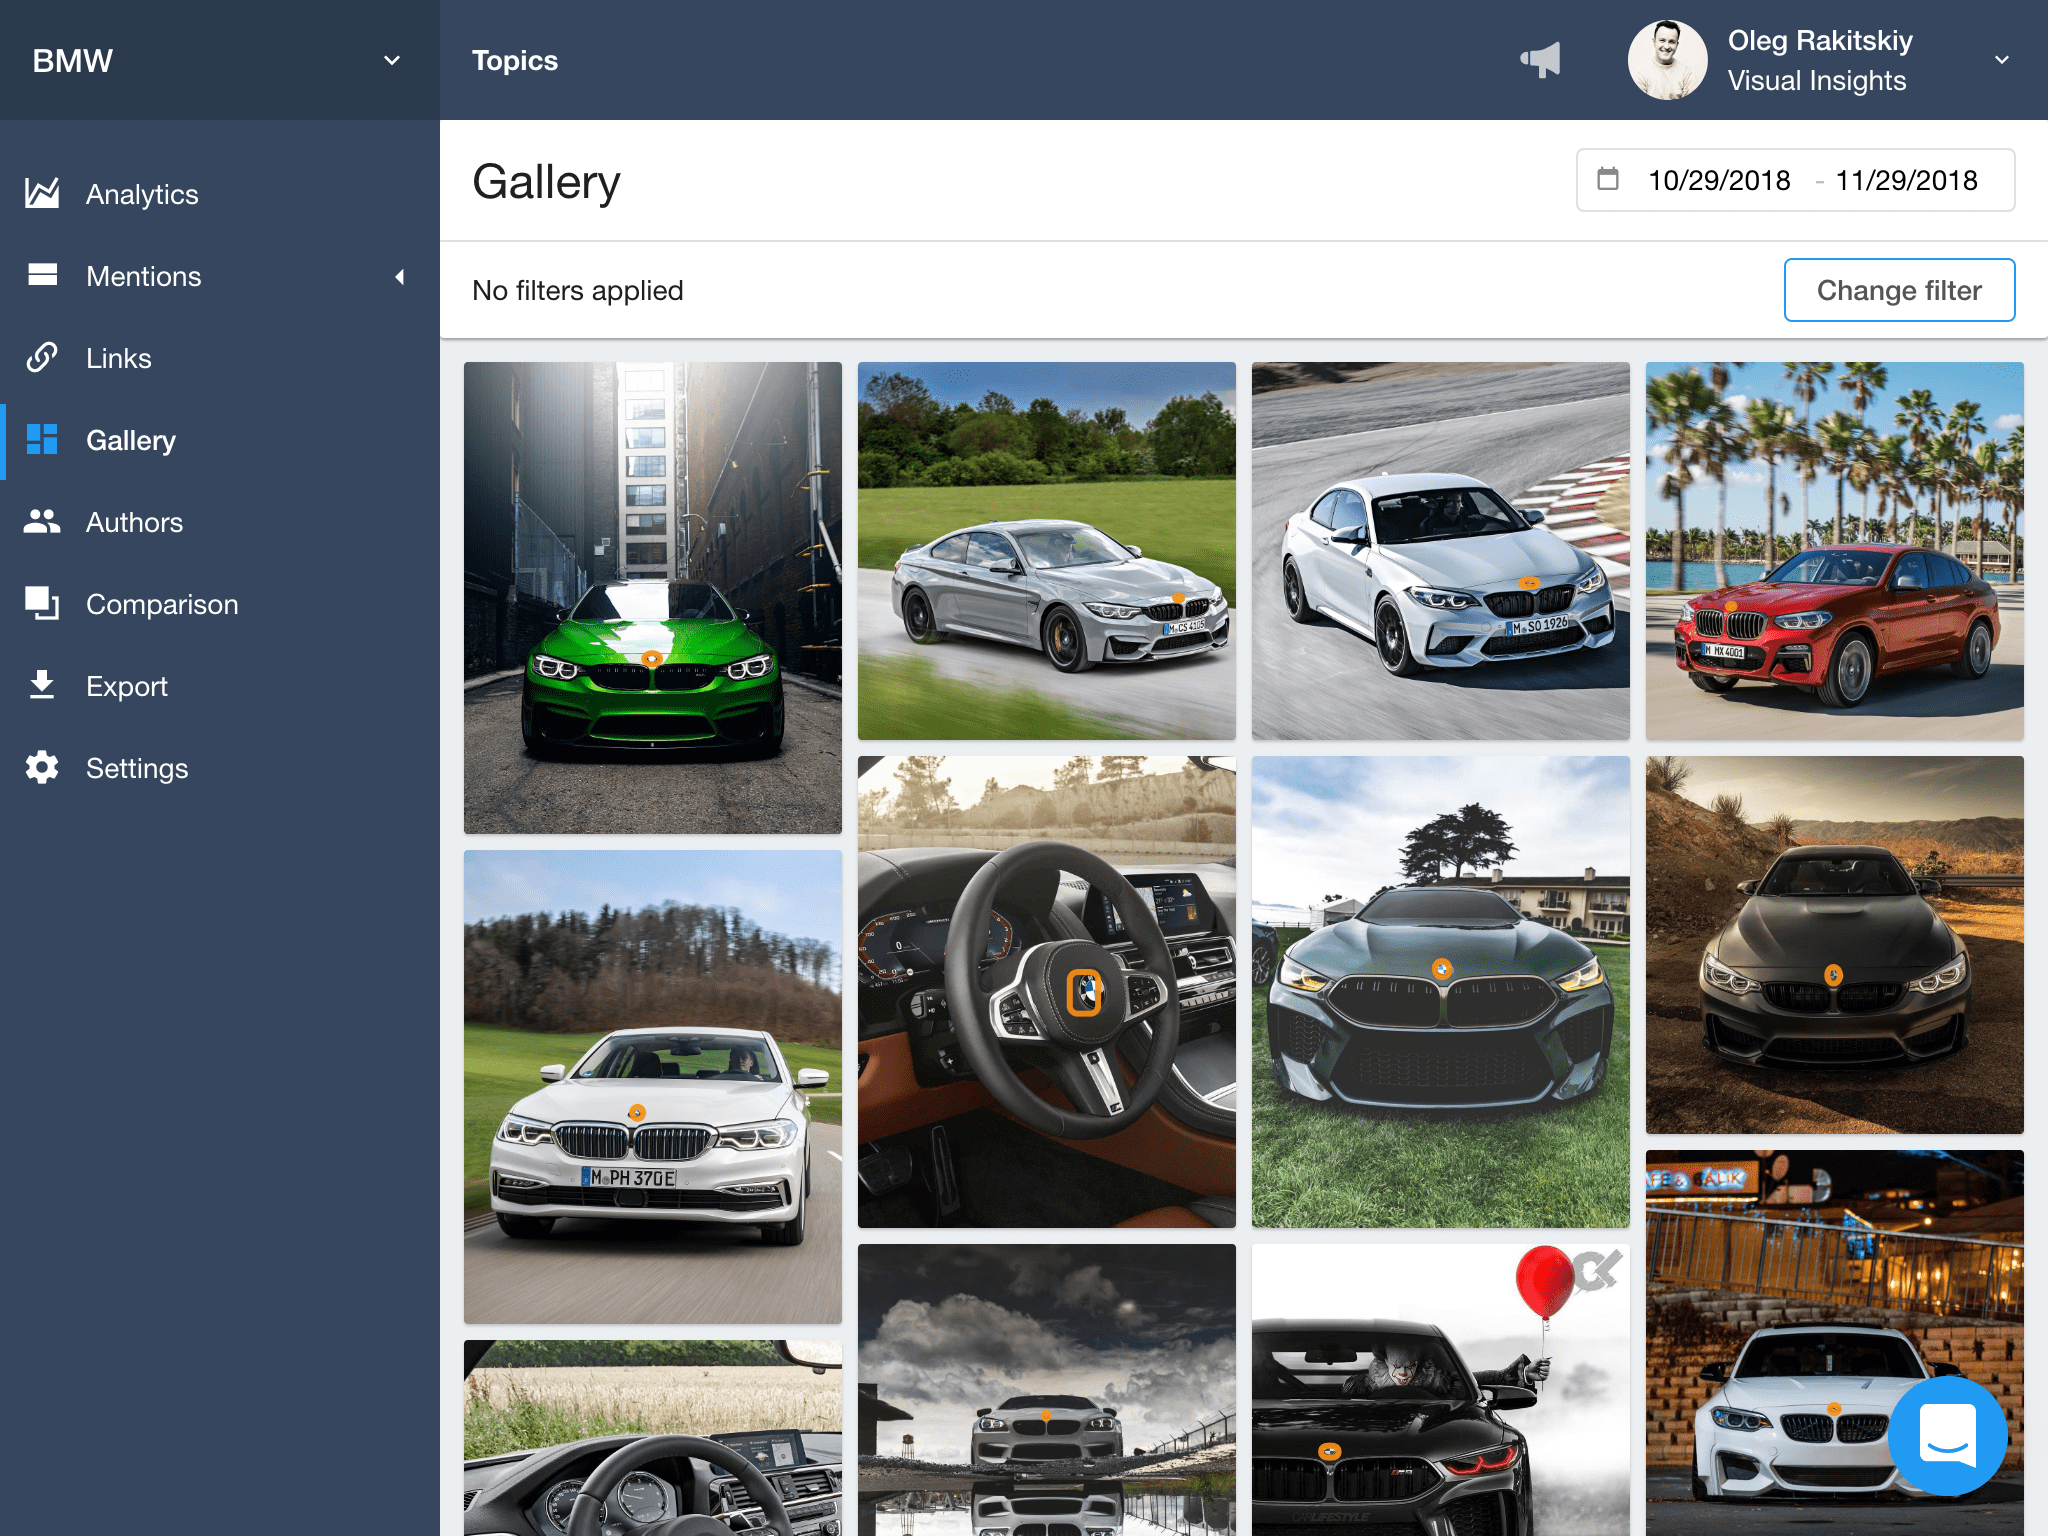 BMW
Topics
Oleg Rakitskiy
Visual Insights
Analytics
Mentions
Links
Gallery
Authors
Comparison
Export
Settings
Gallery
10/29/2018 - 11/29/2018
No filters applied
Change filter
M CS 4105
M SO 1926
M MX 4001
M PH 370E